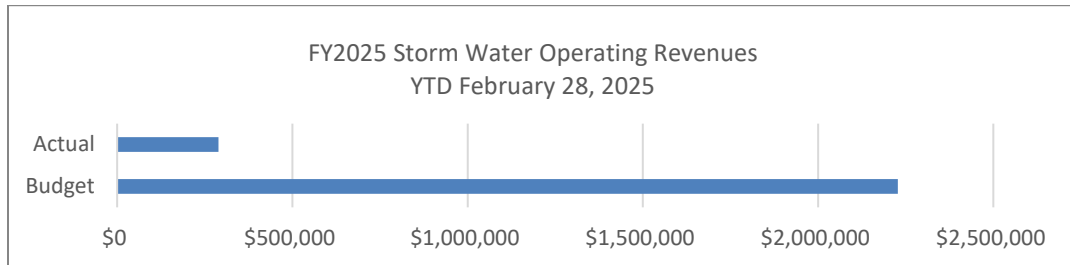 FY2025 Storm Water Operating Revenues
YTD February 28, 2025
Actual
Budget
$0 $500,000 $1,000,000 $1,500,000 $2,000,000 $2,500,000